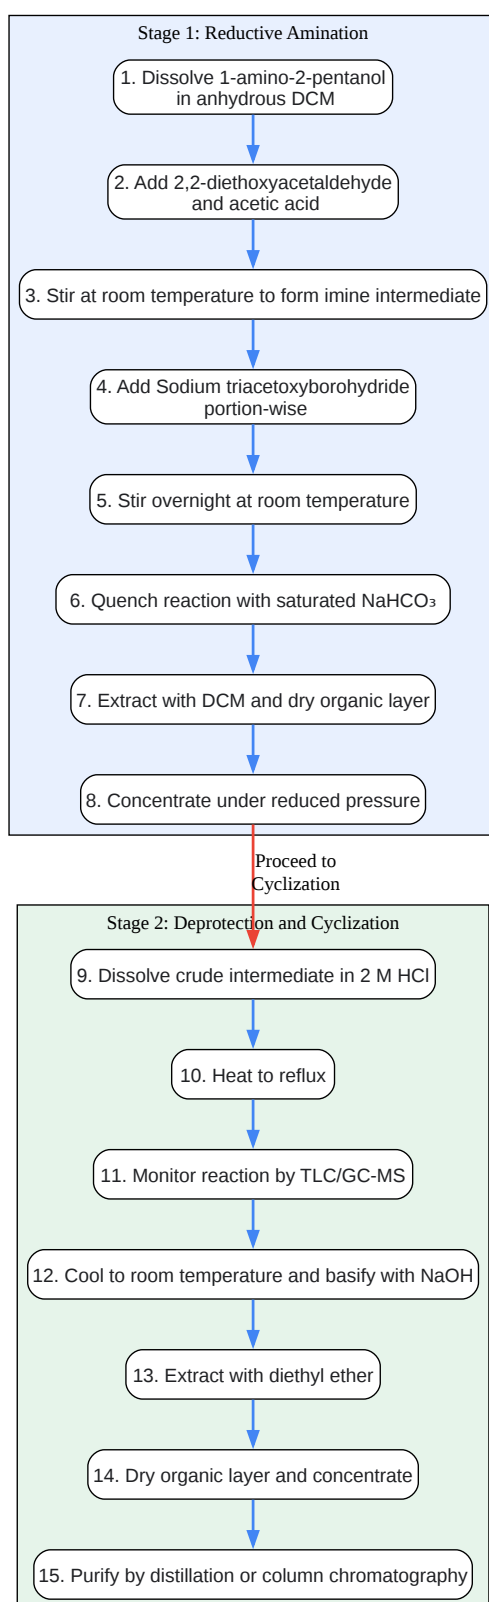 Stage 1: Reductive Amination
1. Dissolve 1-amino-2-pentanol
in anhydrous DCM
2. Add 2,2-diethoxyacetaldehyde
and acetic acid
3. Stir at room temperature to form imine intermediate
4. Add Sodium triacetoxyborohydride
portion-wise
5. Stir overnight at room temperature
6. Quench reaction with saturated NaHCO₃
7. Extract with DCM and dry organic layer
8. Concentrate under reduced pressure
Proceed to
Cyclization
Stage 2: Deprotection and Cyclization
9. Dissolve crude intermediate in 2 M HCl
10. Heat to reflux
11. Monitor reaction by TLC/GC-MS
12. Cool to room temperature and basify with NaOH
13. Extract with diethyl ether
14. Dry organic layer and concentrate
15. Purify by distillation or column chromatography